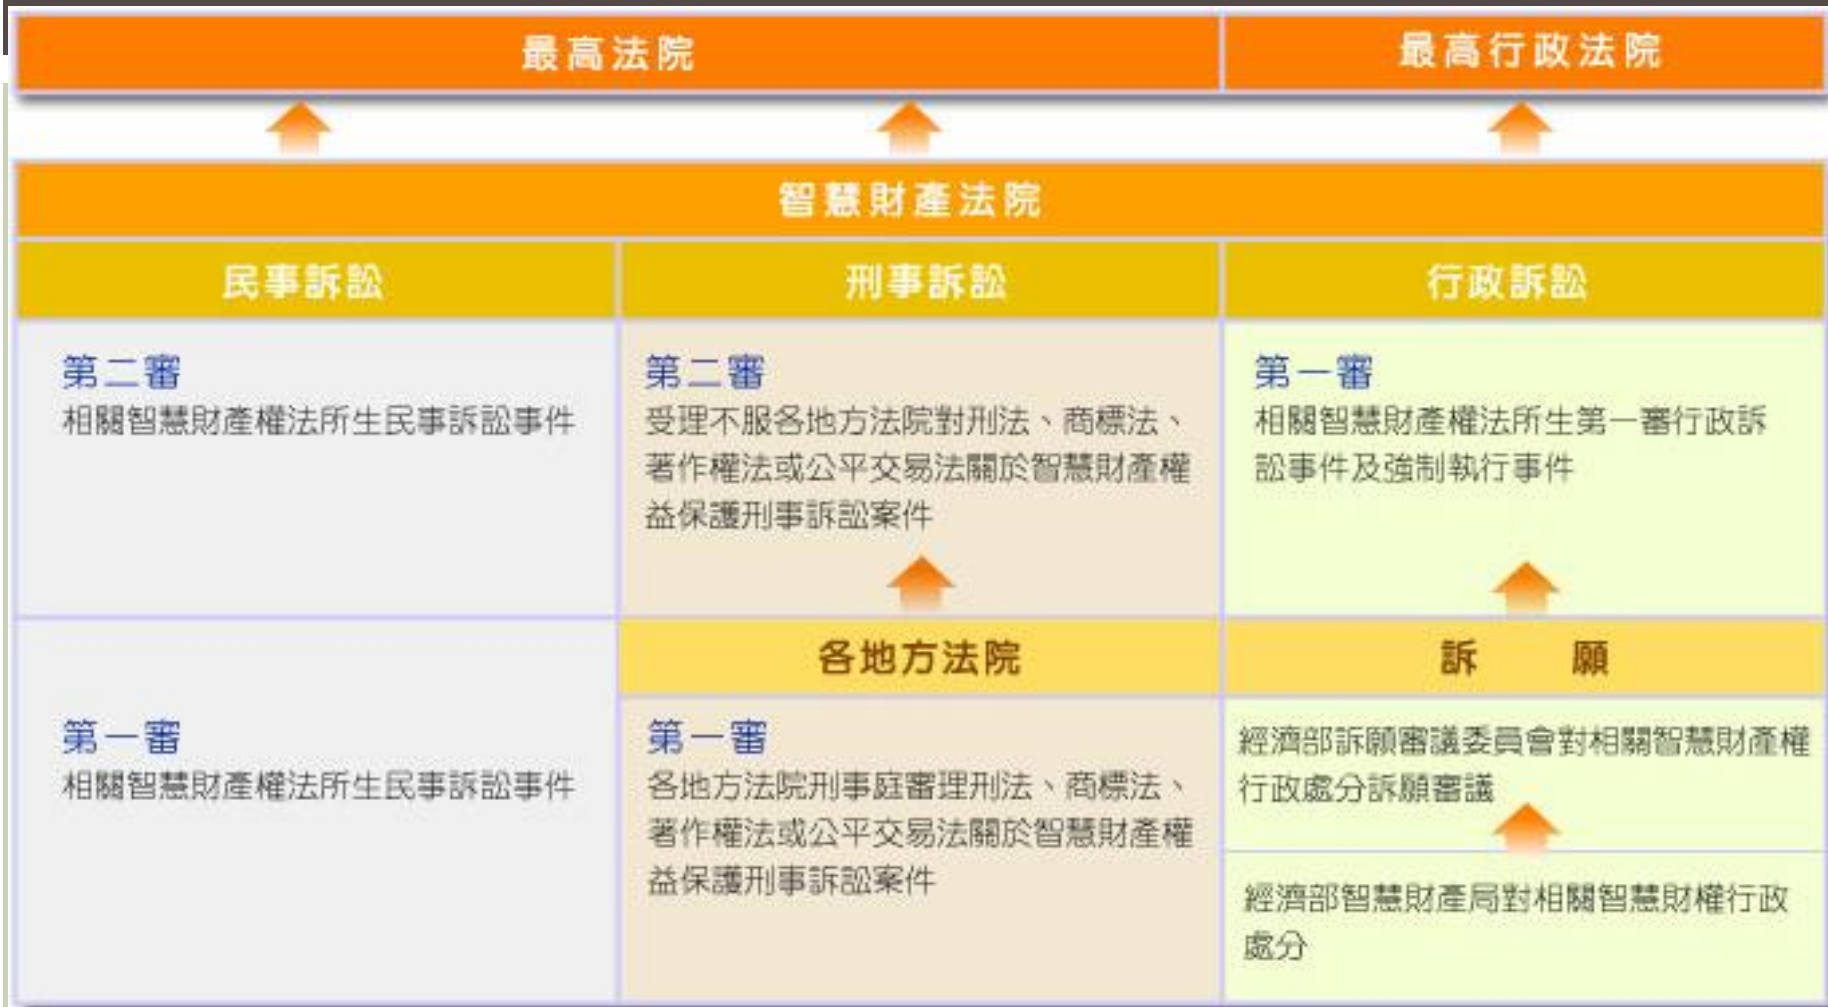 最高法院
最高行政法院
智慧財產法院
民事訴訟
刑事訴訟
行政訴訟
第二審
相關智慧財產權法所生民事訴訟事件
第二審
受理不服各地方法院對刑法、商標法、
著作權法或公平交易法關於智慧財產權
益保護刑事訴訟案件
第一審
相關智慧財產權法所生第一審行政訴
訟事件及強制執行事件
第一審
相關智慧財產權法所生民事訴訟事件
各地方法院
第一審
各地方法院刑事庭審理刑法、商標法、
著作權法或公平交易法關於智慧財產權
益保護刑事訴訟案件
訴 願
經濟部訴願審議委員會對相關智慧財產權
行政處分訴願審議
經濟部智慧財產局對相關智慧財權行政
處分